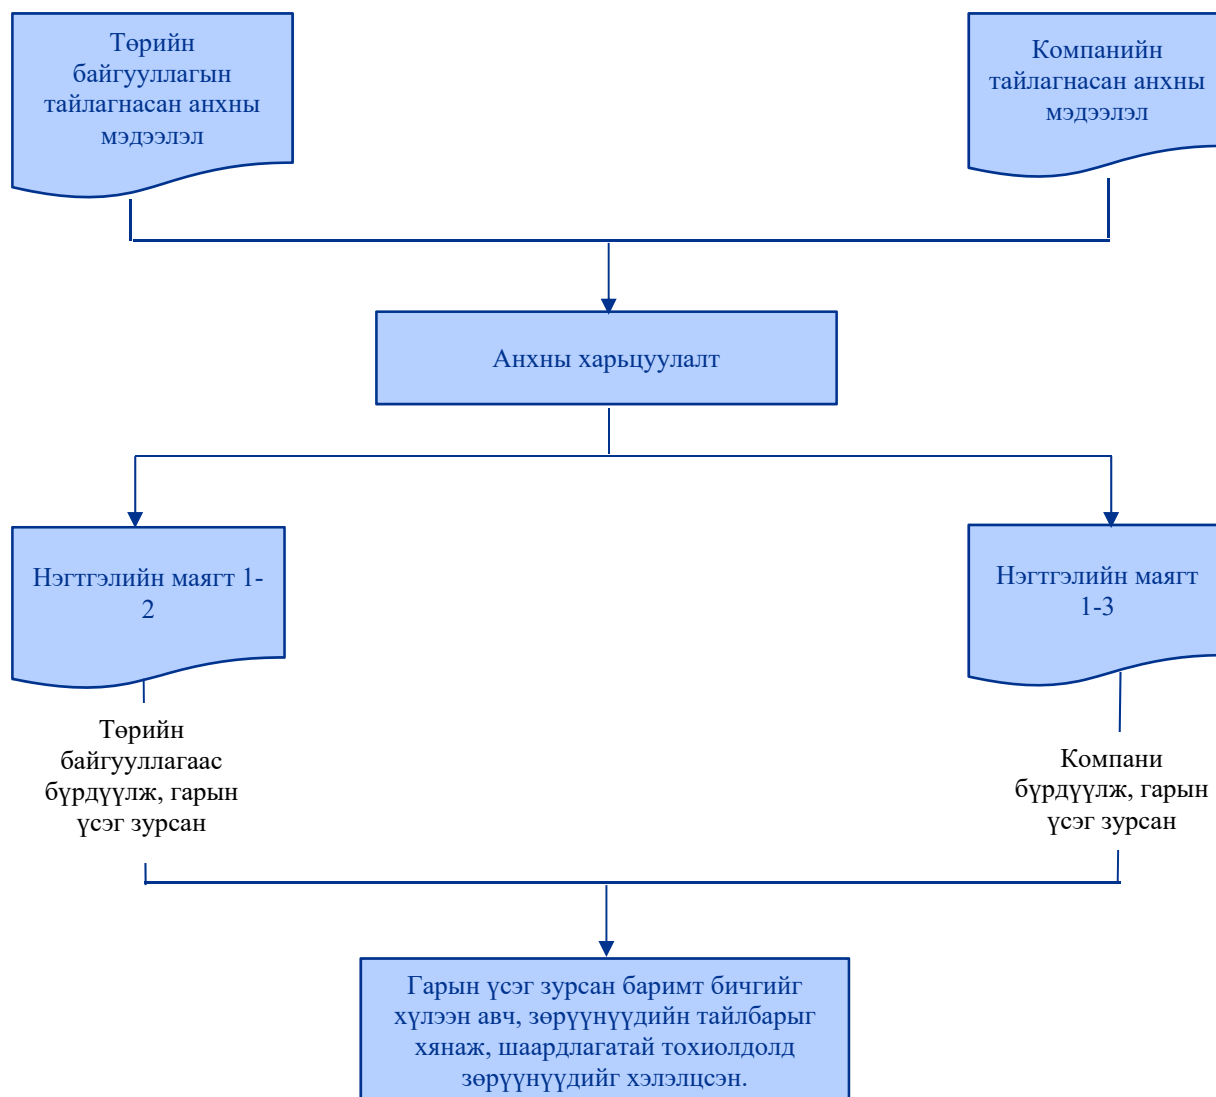 Төрийн
байгууллагын
тайлагнасан анхны
мэдээлэл
Компанийн
тайлагнасан анхны
мэдээлэл
Анхны харьцуулалт
Нэгтгэлийн маягт 1-
2
Нэгтгэлийн маягт
1-3
Төрийн
байгууллагаас
бүрдүүлж, гарын
үсэг зурсан
Компани
бүрдүүлж, гарын
үсэг зурсан
Гарын үсэг зурсан баримт бичгийг
хүлээн авч, зөрүүнүүдийн тайлбарыг
хянаж, шаардлагатай тохиолдолд
зөрүүнүүдийг хэлэлцсэн.